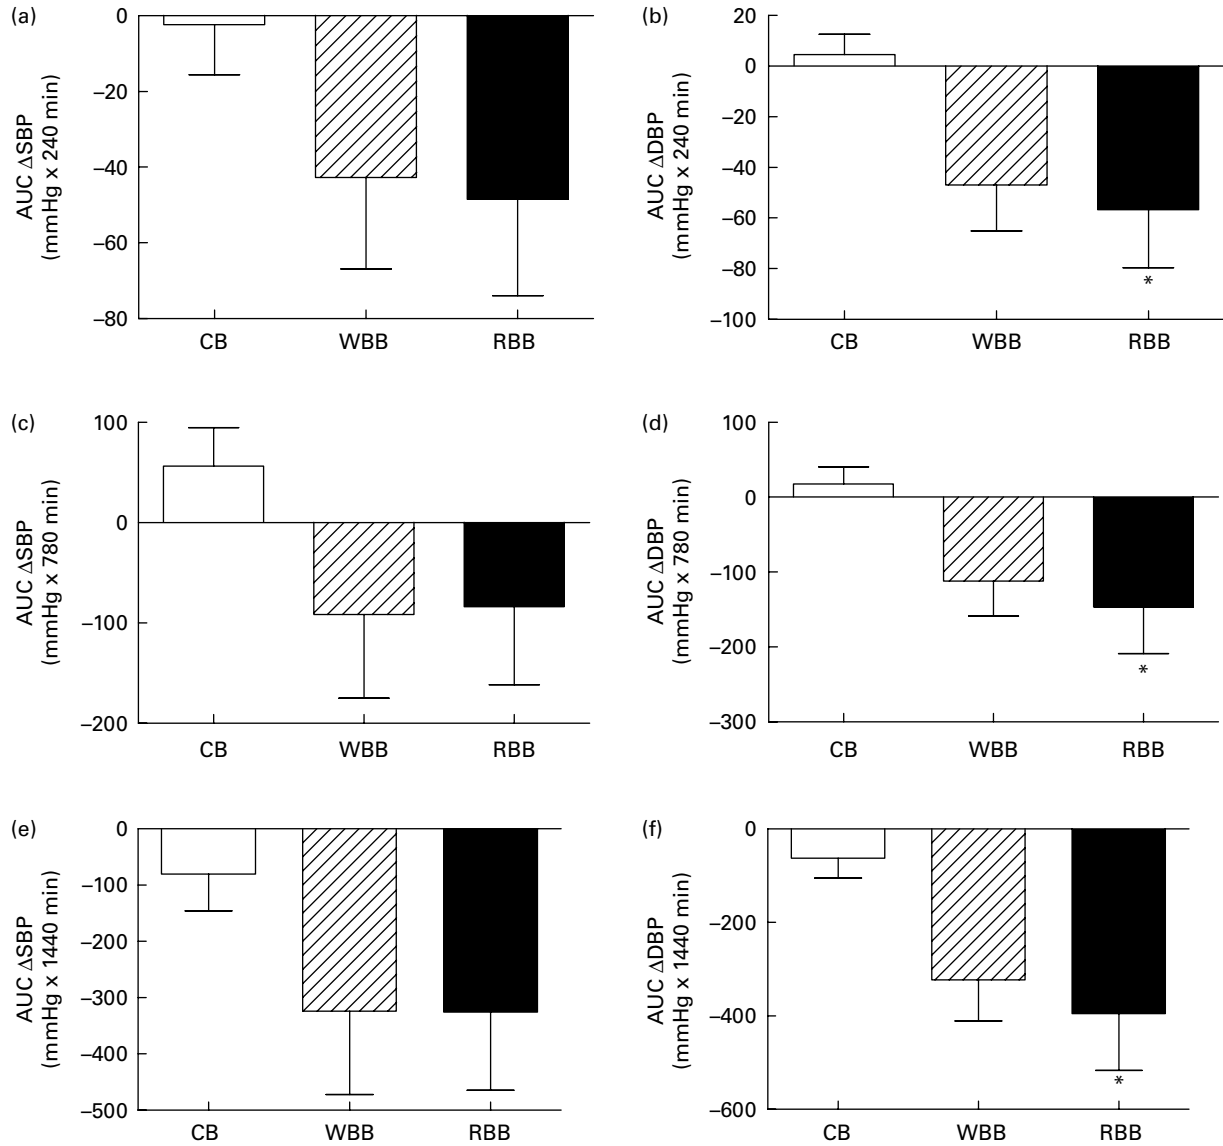 (a)
AUC ΔSBP
(mmHg x 240 min)
0
–20
–40
–60
–80
CB WBB RBB
(b)
AUC ΔDBP
(mmHg x 240 min)
20
0
–20
–40
–60
–80
–100
*
CB WBB RBB
(c)
AUC ΔSBP
(mmHg x 780 min)
100
0
–100
–200
CB WBB RBB
(d)
AUC ΔDBP
(mmHg x 780 min)
100
0
–100
–200
–300
*
CB WBB RBB
(e)
AUC ΔSBP
(mmHg x 1440 min)
0
–100
–200
–300
–400
–500
CB WBB RBB
(f)
AUC ΔDBP
(mmHg x 1440 min)
0
–200
–400
–600
*
CB WBB RBB